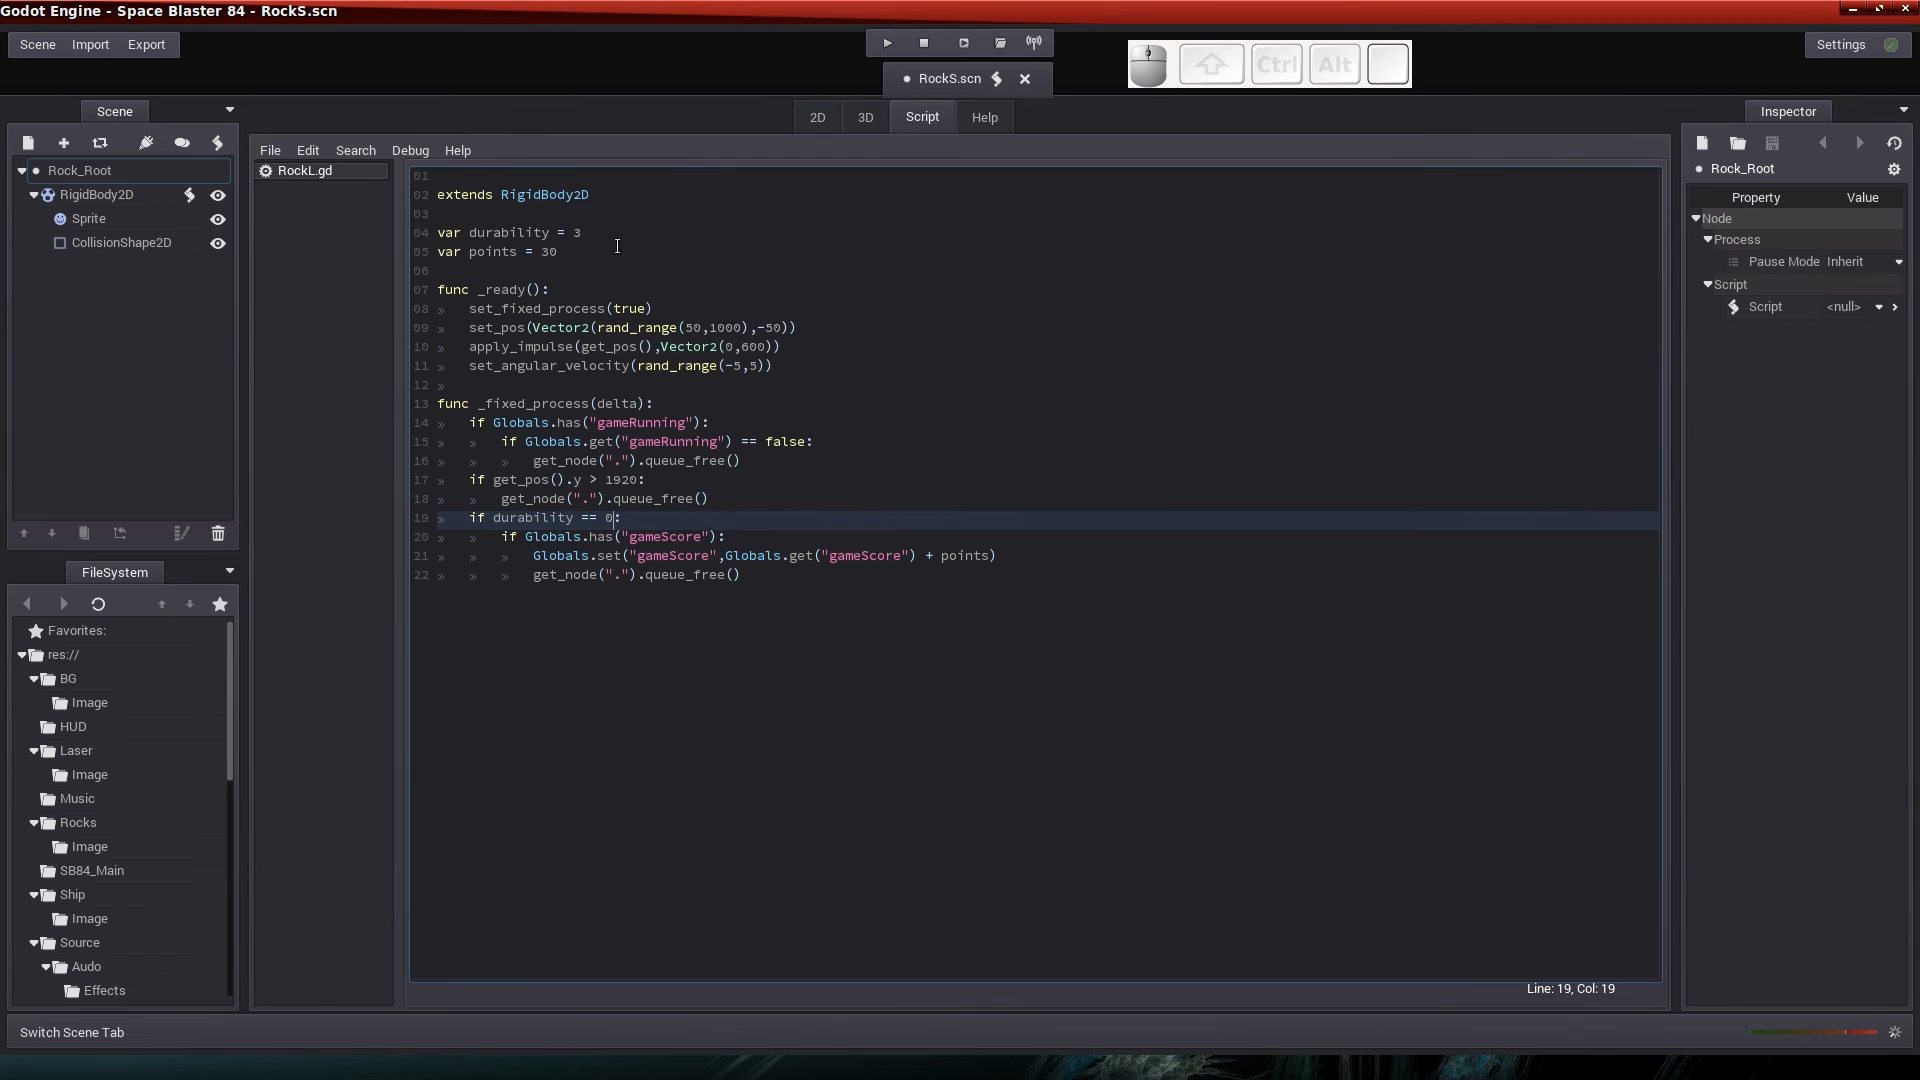 Godot Engine - Space Blaster 84 - RockS.scn
Scene Import Export
Ctrl Alt
Settings
RockS.scn
Scene
2D 3D Script Help
Inspector
File Edit Search Debug Help
Rock_Root
RigidBody2D
Sprite
CollisionShape2D
RockL.gd
01
02 extends RigidBody2D
03
04 var durability = 3
05 var points = 30
06
07 func _ready():
08 » set_fixed_process(true)
09 » set_pos(Vector2(rand_range(50,1000),-50))
10 » apply_impulse(get_pos(),Vector2(0,600))
11 » set_angular_velocity(rand_range(-5,5))
12 »
13 func _fixed_process(delta):
14 » if Globals.has("gameRunning"):
15 » » if Globals.get("gameRunning") == false:
16 » » » get_node(".").queue_free()
17 » if get_pos().y > 1920:
18 » » get_node(".").queue_free()
19 » if durability == 0:
20 » » if Globals.has("gameScore"):
21 » » » Globals.set("gameScore",Globals.get("gameScore") + points)
22 » » » get_node(".").queue_free()
Line: 19, Col: 19
Rock_Root
Property Value
Node
Process
Pause Mode Inherit
Script
Script <null>
FileSystem
Favorites:
res://
BG
Image
HUD
Laser
Image
Music
Rocks
Image
SB84_Main
Ship
Image
Source
Audo
Effects
Switch Scene Tab